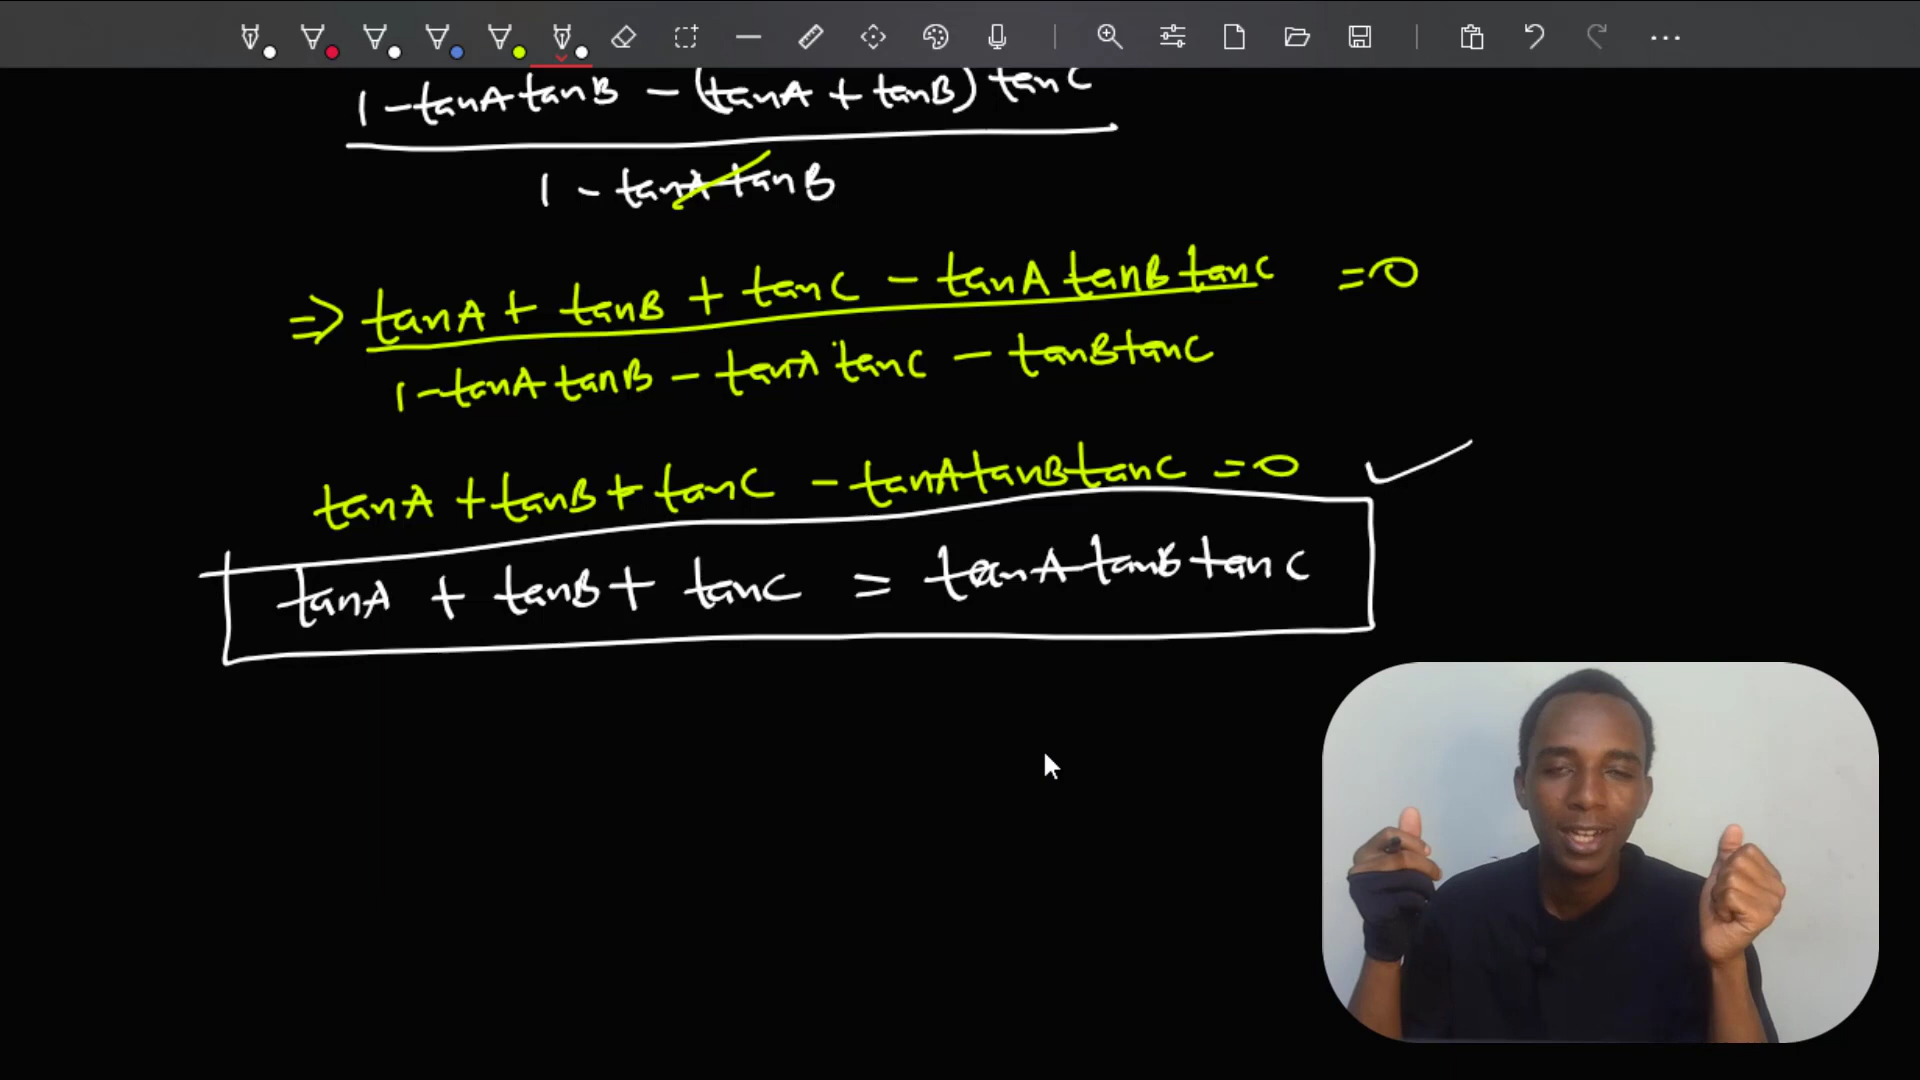 1 - tanA tanB - (tanA + tanB) tanC
1 - tanA tanB
⇒ tanA + tanB + tanC - tanA tanB tanC = 0
1 - tanA tanB - tanA tanC - tanB tanC
tanA + tanB + tanC - tanA tanB tanC = 0
tanA + tanB + tanC = tanA tanB tanC